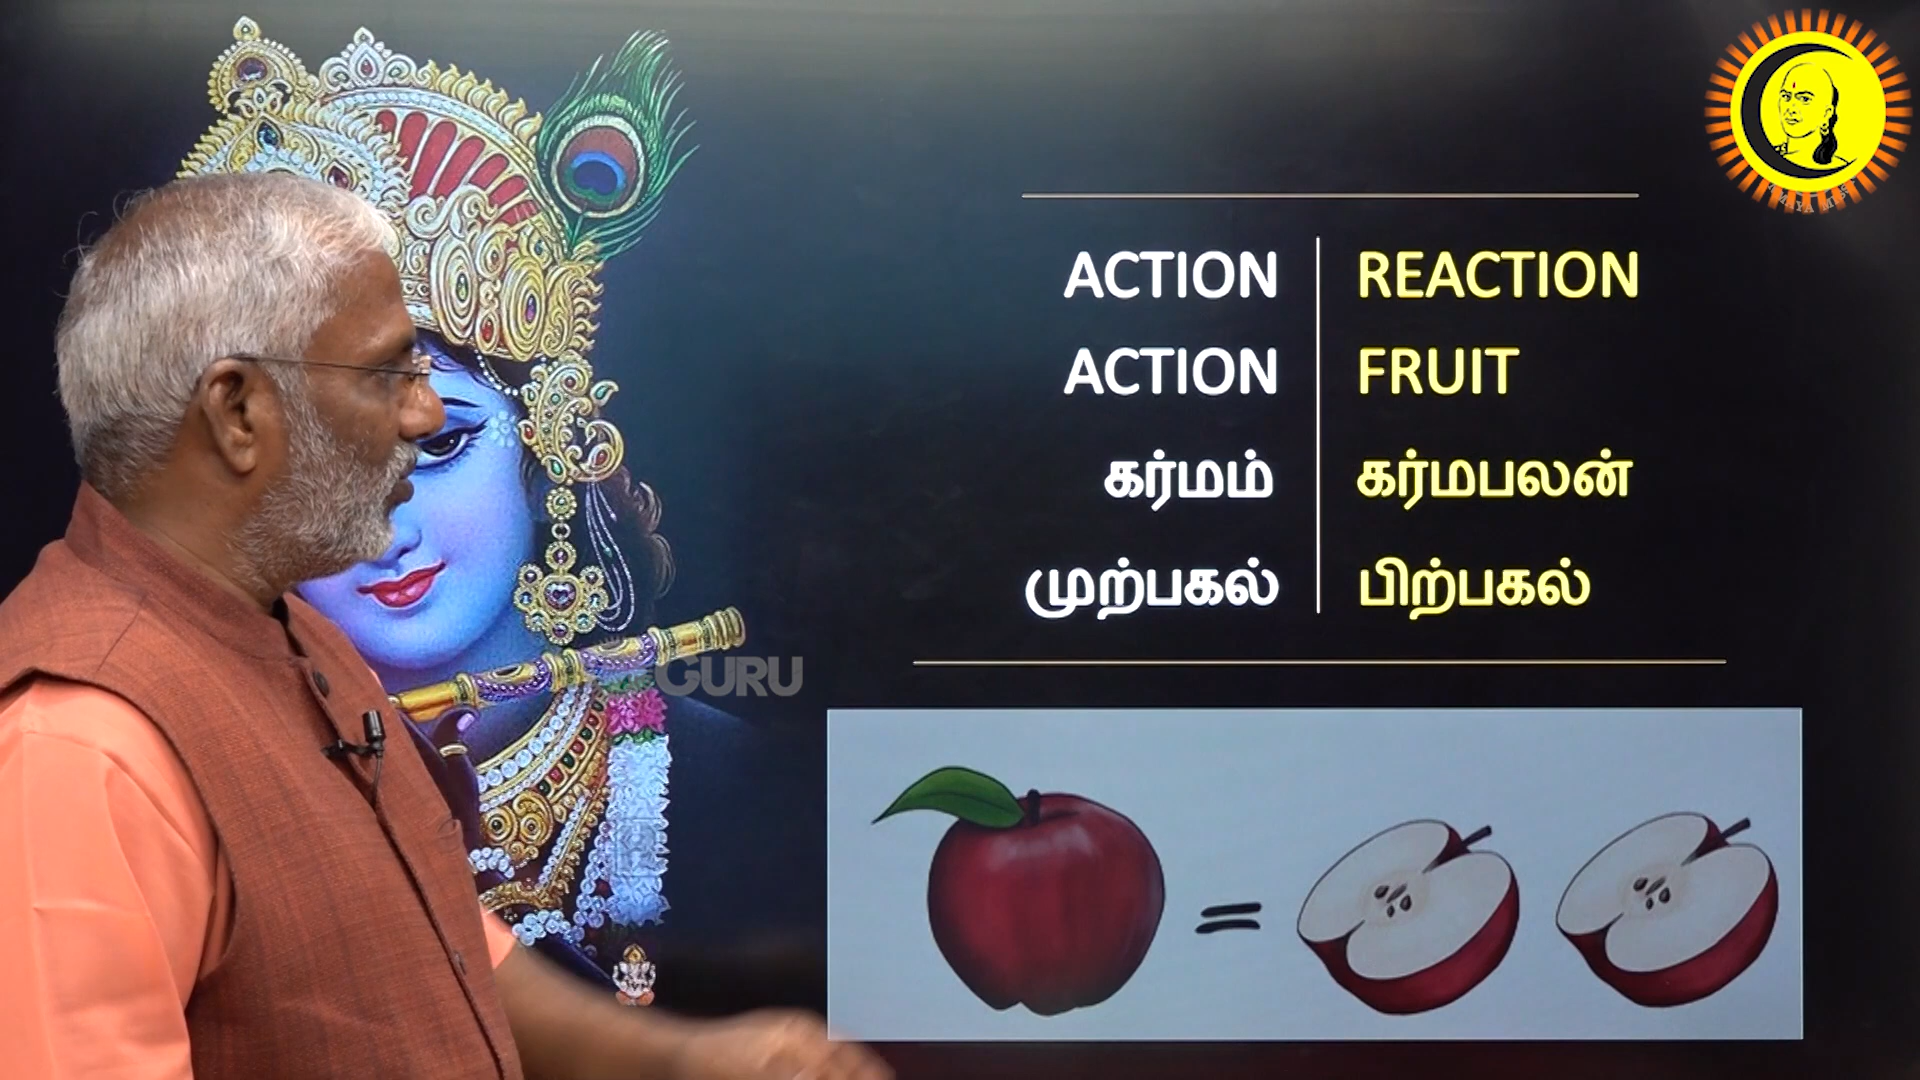 ACTION REACTION
ACTION FRUIT
கர்மம் கர்மபலன்
முற்பகல் பிற்பகல்
GURU
=